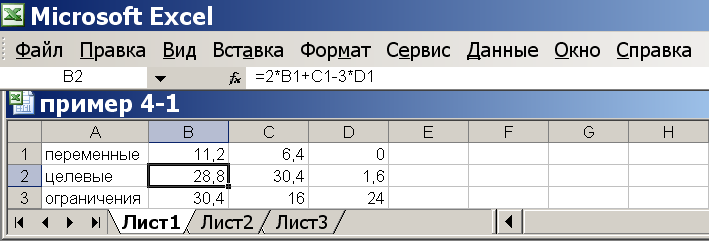 Microsoft Excel
Файл Правка Вид Вставка Формат Сервис Данные Окно Справка
B2 fx =2*B1+C1-3*D1
пример 4-1
A B C D E F G H
1 переменные 11,2 6,4 0
2 целевые 28,8 30,4 1,6
3 ограничения 30,4 16 24
Лист1 Лист2 Лист3